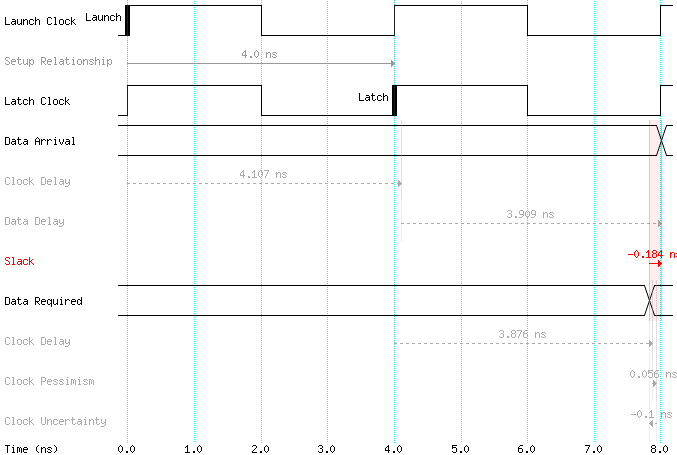 Launch Clock Launch
Setup Relationship 4.0 ns
Latch Clock Latch
Data Arrival
Clock Delay 4.107 ns
Data Delay 3.909 ns
Slack -0.184 ns
Data Required
Clock Delay 3.876 ns
Clock Pessimism 0.056 ns
Clock Uncertainty -0.1 ns
Time (ns) 0.0 1.0 2.0 3.0 4.0 5.0 6.0 7.0 8.0